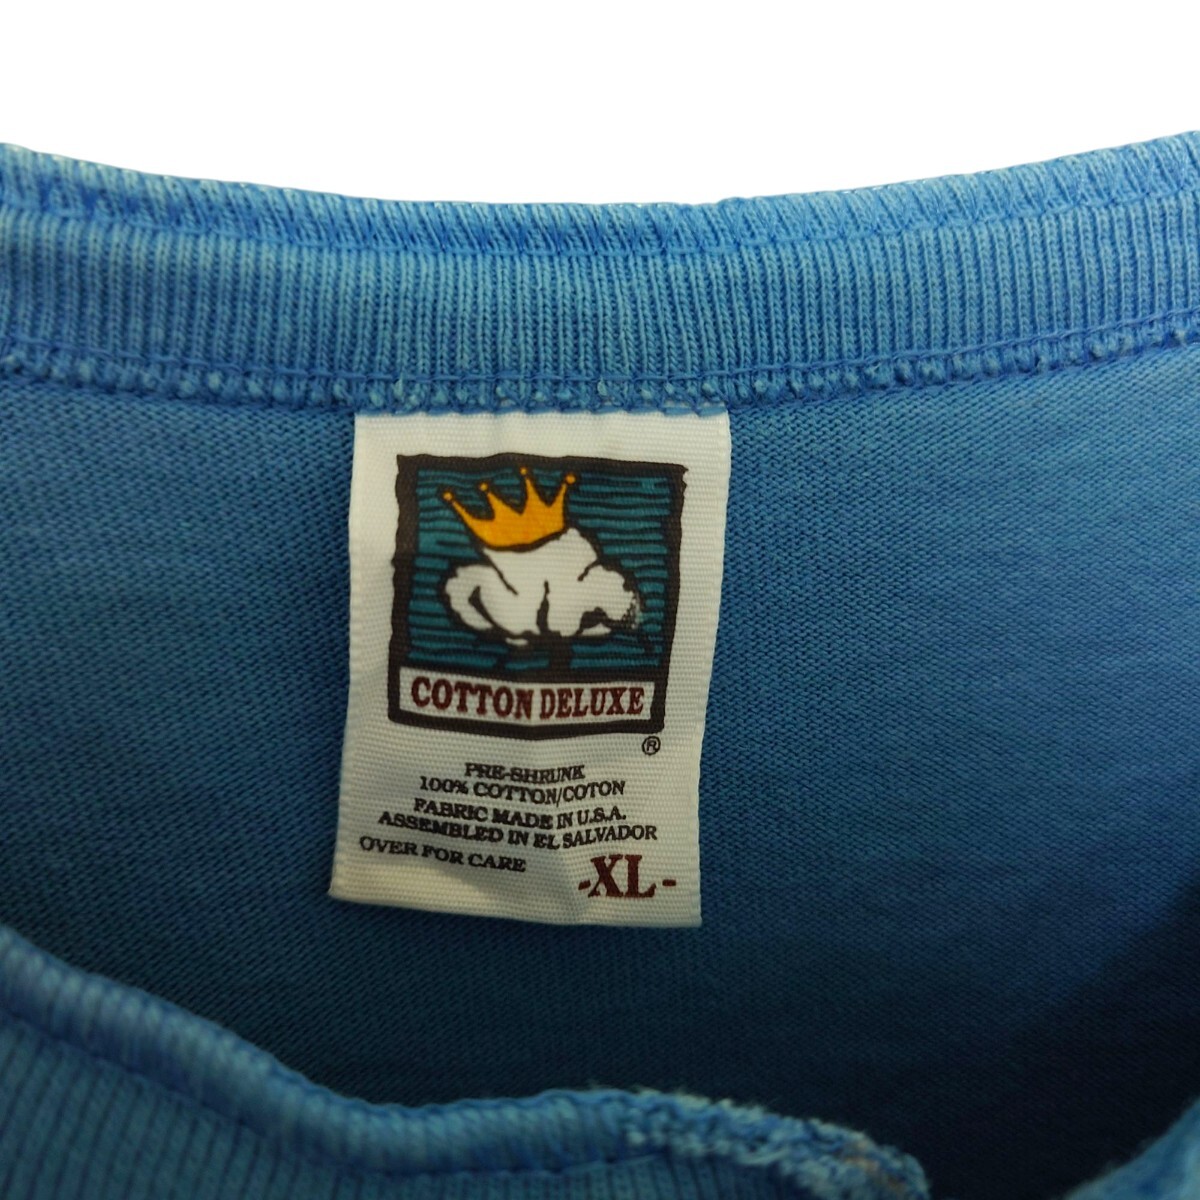 COTTON DELUXE
®
PRE-SHRUNK
100% COTTON/COTON
FABRIC MADE IN U.S.A.
ASSEMBLED IN EL SALVADOR
OVER FOR CARE
-XL-